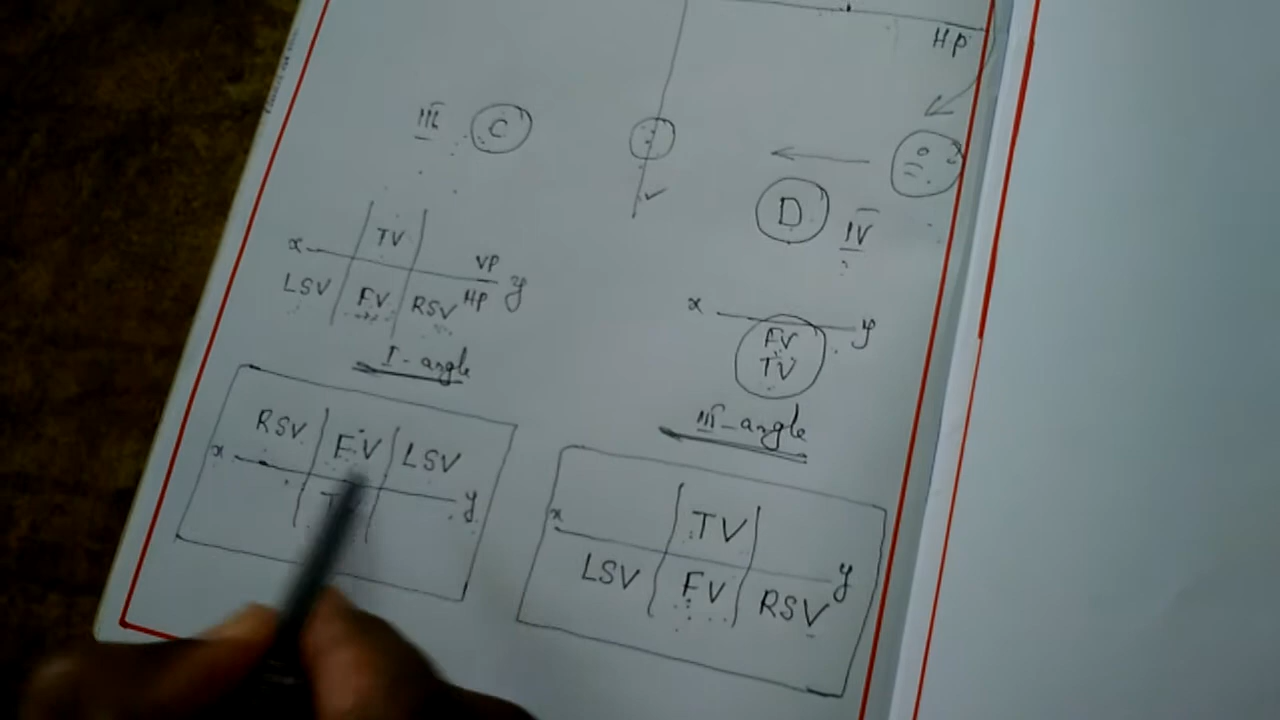 HP
III C
D
IV
TV
x VP
LSV FV RSV HP y
x y
FV
TV
I - angle
III - angle
RSV FV LSV
x y
TV
x y
LSV FV RSV